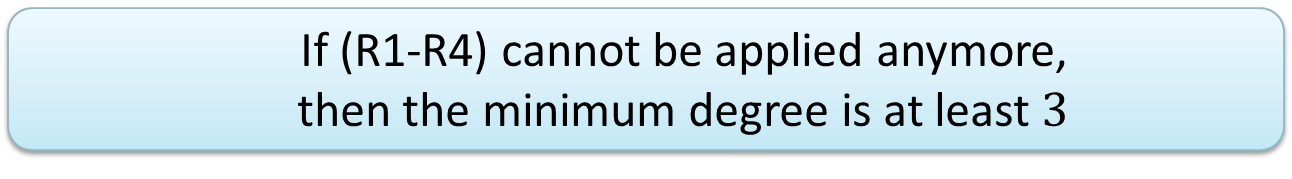 If (R1-R4) cannot be applied anymore,
then the minimum degree is at least 3